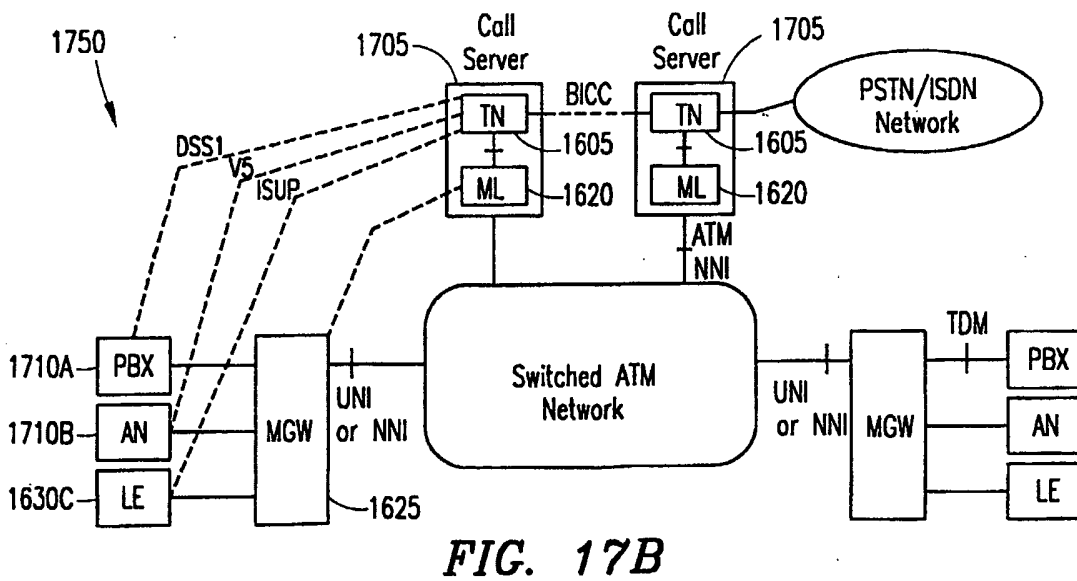 1750
1705
Call
Server
Call
Server
1705
TN
BICC
TN
PSTN/ISDN
Network
1605
1605
DSS1
V5
ISUP
ML
1620
ML
1620
ATM
NNI
1710A
PBX
1710B
AN
1630C
LE
MGW
1625
UNI
or NNI
Switched ATM
Network
UNI
or NNI
MGW
TDM
PBX
AN
LE
FIG. 17B